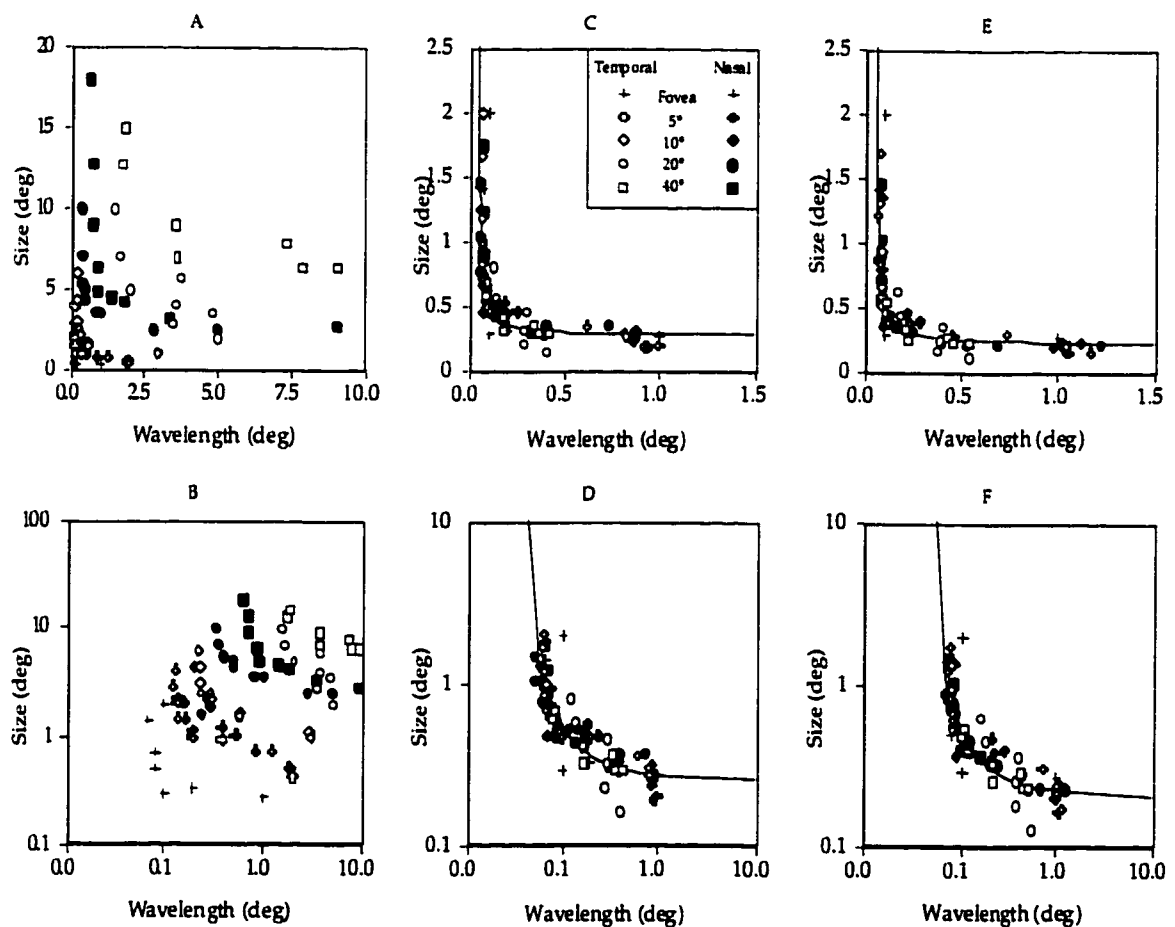 A
20
15
10
5
0
Size (deg)
0.0 2.5 5.0 7.5 10.0
Wavelength (deg)
C
2.5
2
1.5
1
0.5
0
Size (deg)
Temporal Nasal
Fovea
5°
10°
20°
40°
0 0.5 1.0 1.5
Wavelength (deg)
E
2.5
2
1.5
1
0.5
0
Size (deg)
0 0.5 1.0 1.5
Wavelength (deg)
B
100
10
1
0.1
Size (deg)
0.0 0.1 1.0 10.0
Wavelength (deg)
D
10
1
0.1
Size (deg)
0.0 0.1 1.0 10.0
Wavelength (deg)
F
10
1
0.1
Size (deg)
0.1 1.0 10.0
Wavelength (deg)